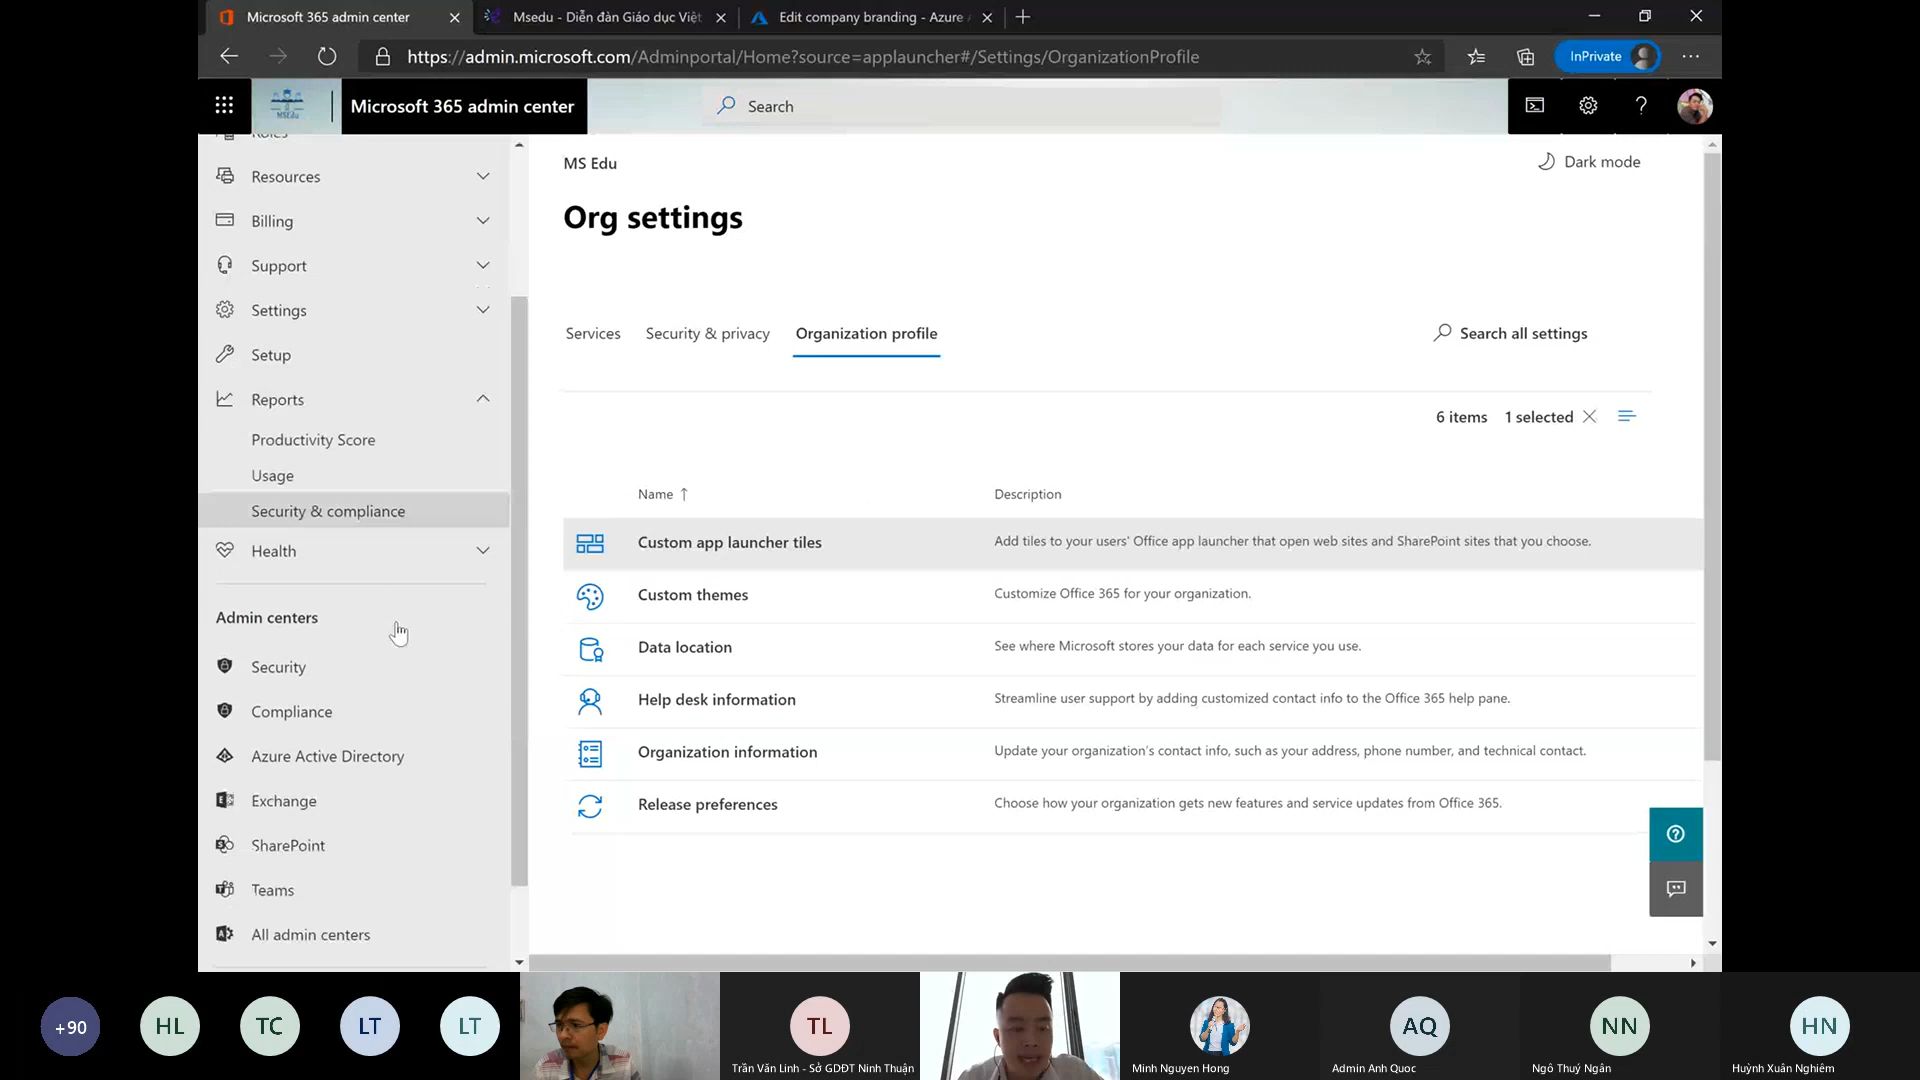 Microsoft 365 admin center
Msedu - Diễn đàn Giáo dục Việt
Edit company branding - Azure A
https://admin.microsoft.com/Adminportal/Home?source=applauncher#/Settings/OrganizationProfile
InPrivate
MSEdu
Microsoft 365 admin center
Search
Roles
Resources
Billing
Support
Settings
Setup
Reports
Productivity Score
Usage
Security & compliance
Health
Admin centers
Security
Compliance
Azure Active Directory
Exchange
SharePoint
Teams
All admin centers
MS Edu
Dark mode
Org settings
Services
Security & privacy
Organization profile
Search all settings
6 items 1 selected
Name ↑ Description
Custom app launcher tiles Add tiles to your users' Office app launcher that open web sites and SharePoint sites that you choose.
Custom themes Customize Office 365 for your organization.
Data location See where Microsoft stores your data for each service you use.
Help desk information Streamline user support by adding customized contact info to the Office 365 help pane.
Organization information Update your organization's contact info, such as your address, phone number, and technical contact.
Release preferences Choose how your organization gets new features and service updates from Office 365.
+90
HL
TC
LT
LT
TL
Trần Văn Linh - Sở GDĐT Ninh Thuận
Minh Nguyen Hong
AQ
Admin Anh Quoc
NN
Ngô Thuý Ngân
HN
Huỳnh Xuân Nghiêm